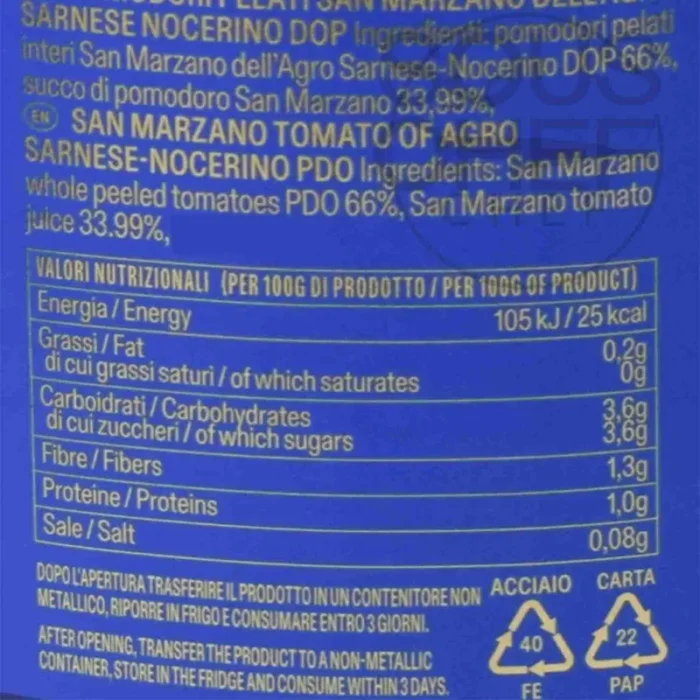 SAN MARZANO DELL'AGRO
SARNESE NOCERINO DOP Ingredienti: pomodori pelati
interi San Marzano dell'Agro Sarnese-Nocerino DOP 66%,
succo di pomodoro San Marzano 33,99%,
EN SAN MARZANO TOMATO OF AGRO
SARNESE-NOCERINO PDO Ingredients: San Marzano
whole peeled tomatoes PDO 66%, San Marzano tomato
juice 33.99%,
VALORI NUTRIZIONALI (PER 100G DI PRODOTTO / PER 100G OF PRODUCT)
Energia / Energy 105 kJ / 25 kcal
Grassi / Fat 0,2g
di cui grassi saturi / of which saturates 0g
Carboidrati / Carbohydrates 3,6g
di cui zuccheri / of which sugars 3,6g
Fibre / Fibers 1,3g
Proteine / Proteins 1,0g
Sale / Salt 0,08g
DOPO L'APERTURA TRASFERIRE IL PRODOTTO IN UN CONTENITORE NON
METALLICO, RIPORRE IN FRIGO E CONSUMARE ENTRO 3 GIORNI.
AFTER OPENING, TRANSFER THE PRODUCT TO A NON-METALLIC
CONTAINER, STORE IN THE FRIDGE AND CONSUME WITHIN 3 DAYS.
ACCIAIO CARTA
40 22
FE PAP